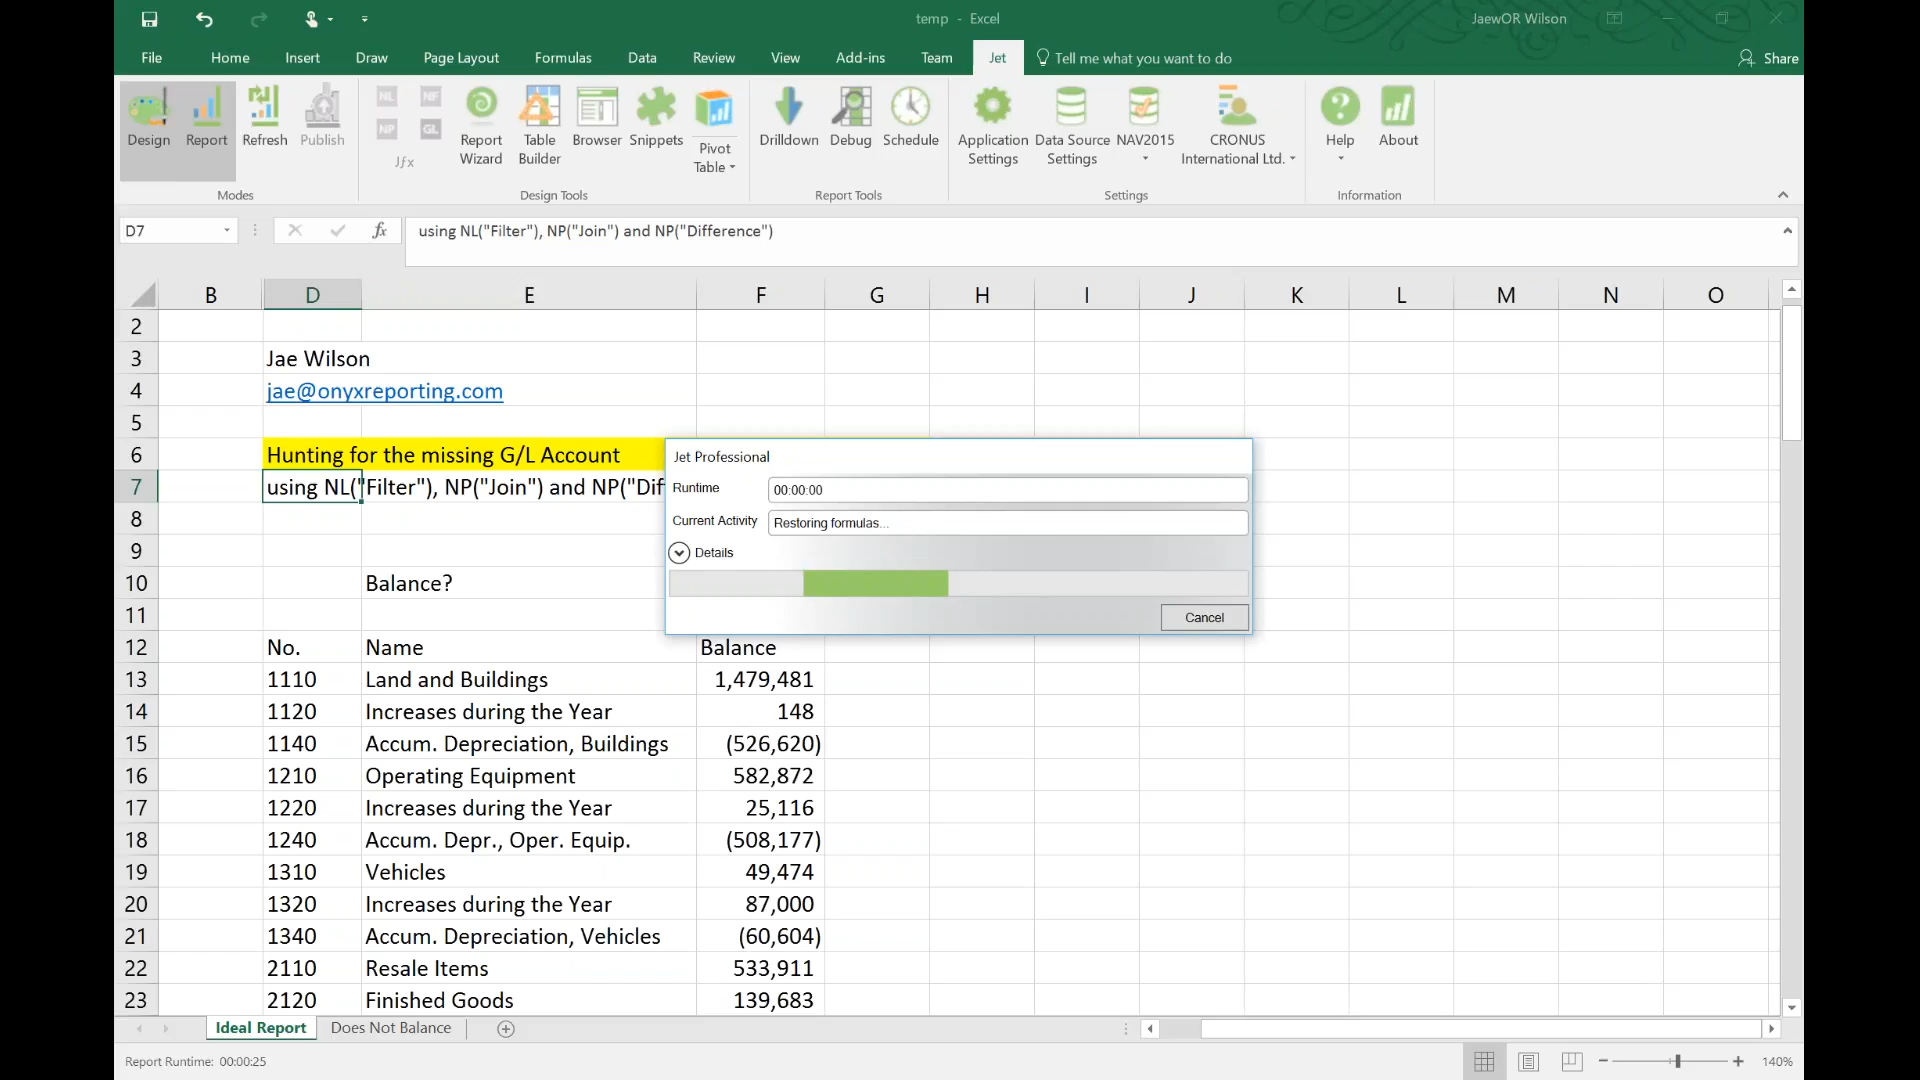 temp - Excel
JaewOR Wilson
File Home Insert Draw Page Layout Formulas Data Review View Add-ins Team Jet Tell me what you want to do Share
Design Report Refresh Publish
Modes
NL NF NP GL Jfx
Report Wizard Table Builder Browser Snippets Pivot Table
Design Tools
Drilldown Debug Schedule
Report Tools
Application Settings Data Source Settings NAV2015 CRONUS International Ltd.
Settings
Help About
Information
D7 fx using NL("Filter"), NP("Join") and NP("Difference")
B D E F G H I J K L M N O
2
3 Jae Wilson
4 jae@onyxreporting.com
5
6 Hunting for the missing G/L Account
7 using NL("Filter"), NP("Join") and NP("Dif
8
9
10 Balance?
11
12 No. Name Balance
13 1110 Land and Buildings 1,479,481
14 1120 Increases during the Year 148
15 1140 Accum. Depreciation, Buildings (526,620)
16 1210 Operating Equipment 582,872
17 1220 Increases during the Year 25,116
18 1240 Accum. Depr., Oper. Equip. (508,177)
19 1310 Vehicles 49,474
20 1320 Increases during the Year 87,000
21 1340 Accum. Depreciation, Vehicles (60,604)
22 2110 Resale Items 533,911
23 2120 Finished Goods 139,683
Jet Professional
Runtime 00:00:00
Current Activity Restoring formulas...
Details
Cancel
Ideal Report Does Not Balance
Report Runtime: 00:00:25
140%